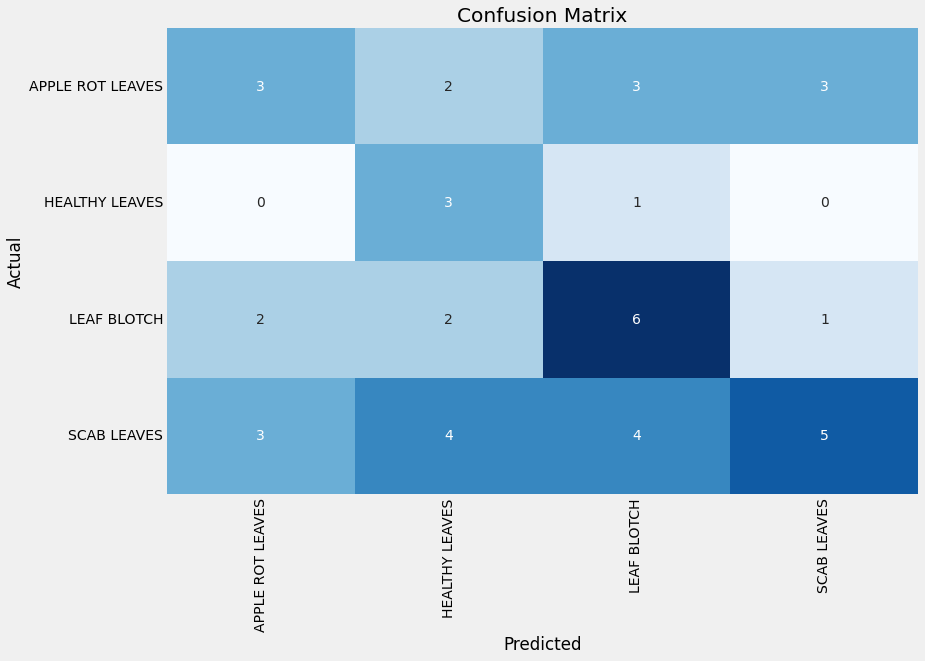 Confusion Matrix
APPLE ROT LEAVES 3 2 3 3
HEALTHY LEAVES 0 3 1 0
LEAF BLOTCH 2 2 6 1
SCAB LEAVES 3 4 4 5
Actual
APPLE ROT LEAVES
HEALTHY LEAVES
LEAF BLOTCH
SCAB LEAVES
Predicted